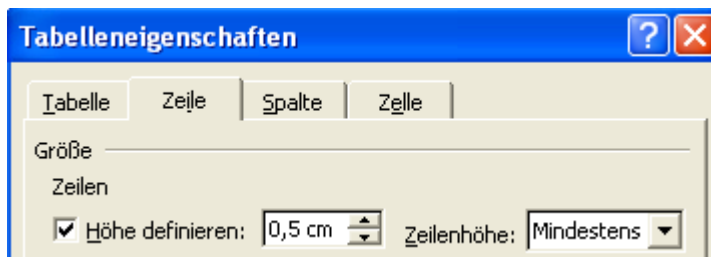 Tabelleneigenschaften ?
Tabelle Zeile Spalte Zelle
Größe
Zeilen
Höhe definieren: 0,5 cm Zeilenhöhe: Mindestens